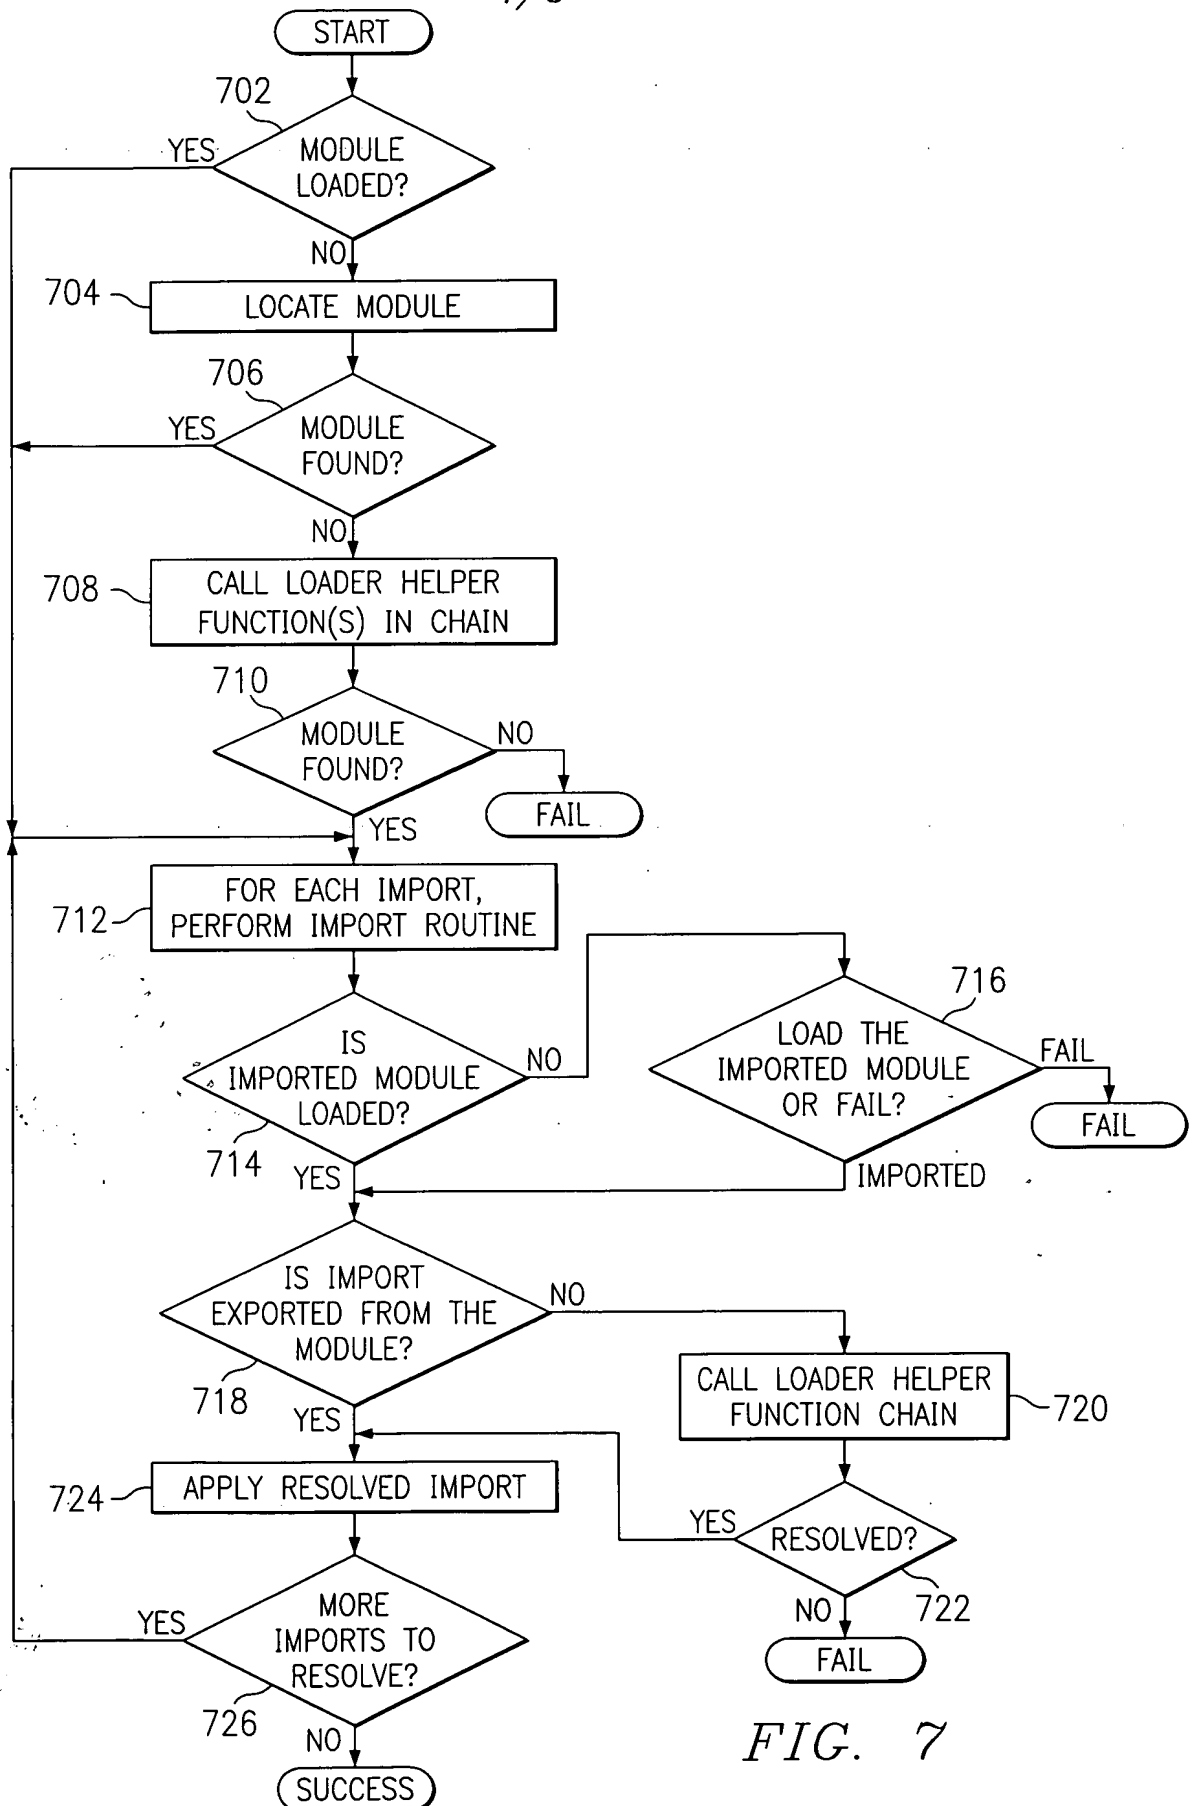 START
702
MODULE
LOADED?
YES
NO
704
LOCATE MODULE
706
MODULE
FOUND?
YES
NO
708
CALL LOADER HELPER
FUNCTION(S) IN CHAIN
710
MODULE
FOUND?
NO
FAIL
YES
712
FOR EACH IMPORT,
PERFORM IMPORT ROUTINE
714
IS
IMPORTED MODULE
LOADED?
NO
716
LOAD THE
IMPORTED MODULE
OR FAIL?
FAIL
FAIL
YES
IMPORTED
IS IMPORT
EXPORTED FROM THE
MODULE?
NO
718
YES
CALL LOADER HELPER
FUNCTION CHAIN
720
724
APPLY RESOLVED IMPORT
YES
RESOLVED?
722
NO
FAIL
YES
MORE
IMPORTS TO
RESOLVE?
726
NO
SUCCESS
FIG. 7